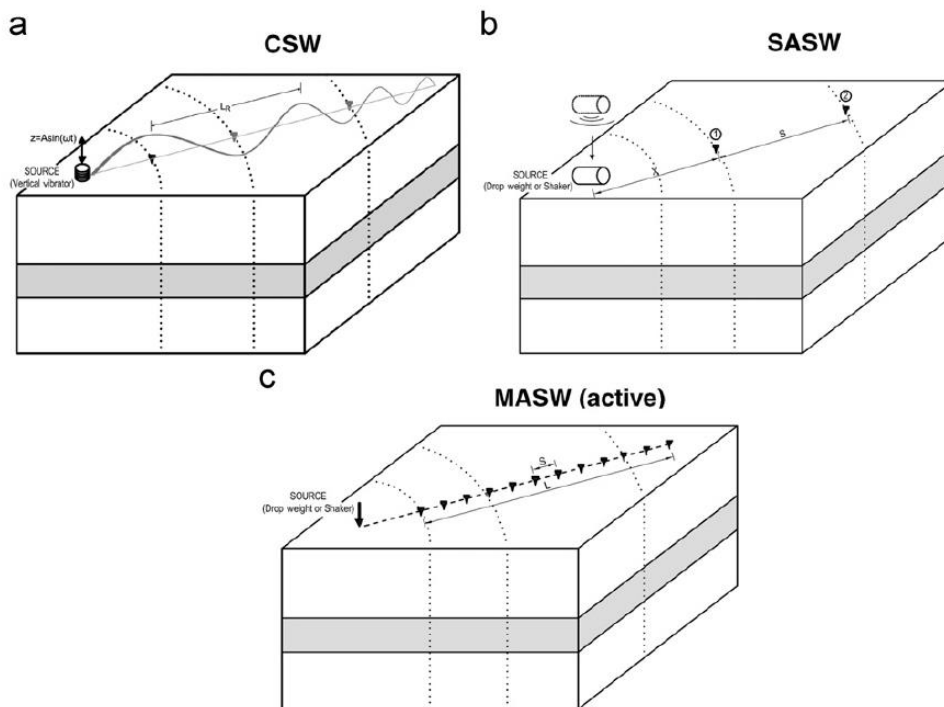 a
CSW
L_R
z=Asin(ωt)
SOURCE
(Vertical vibrator)
b
SASW
2
1
S
X
SOURCE
(Drop weight or Shaker)
c
MASW (active)
S
L
SOURCE
(Drop weight or Shaker)